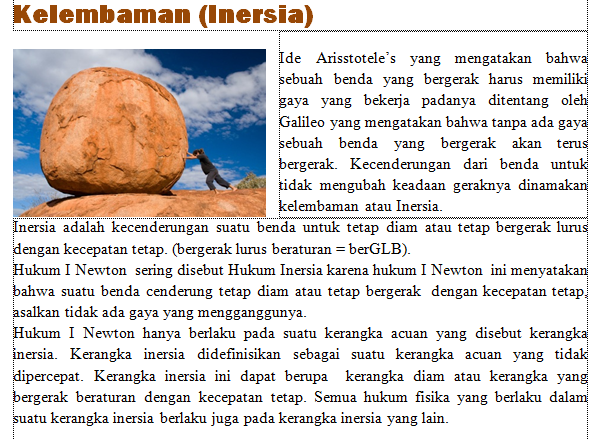 Kelembaman (Inersia)
Ide Arisstotele’s yang mengatakan bahwa
sebuah benda yang bergerak harus memiliki
gaya yang bekerja padanya ditentang oleh
Galileo yang mengatakan bahwa tanpa ada gaya
sebuah benda yang bergerak akan terus
bergerak. Kecenderungan dari benda untuk
tidak mengubah keadaan geraknya dinamakan
kelembaman atau Inersia.
Inersia adalah kecenderungan suatu benda untuk tetap diam atau tetap bergerak lurus
dengan kecepatan tetap. (bergerak lurus beraturan = berGLB).
Hukum I Newton sering disebut Hukum Inersia karena hukum I Newton ini menyatakan
bahwa suatu benda cenderung tetap diam atau tetap bergerak dengan kecepatan tetap,
asalkan tidak ada gaya yang mengganggunya.
Hukum I Newton hanya berlaku pada suatu kerangka acuan yang disebut kerangka
inersia. Kerangka inersia didefinisikan sebagai suatu kerangka acuan yang tidak
dipercepat. Kerangka inersia ini dapat berupa kerangka diam atau kerangka yang
bergerak beraturan dengan kecepatan tetap. Semua hukum fisika yang berlaku dalam
suatu kerangka inersia berlaku juga pada kerangka inersia yang lain.